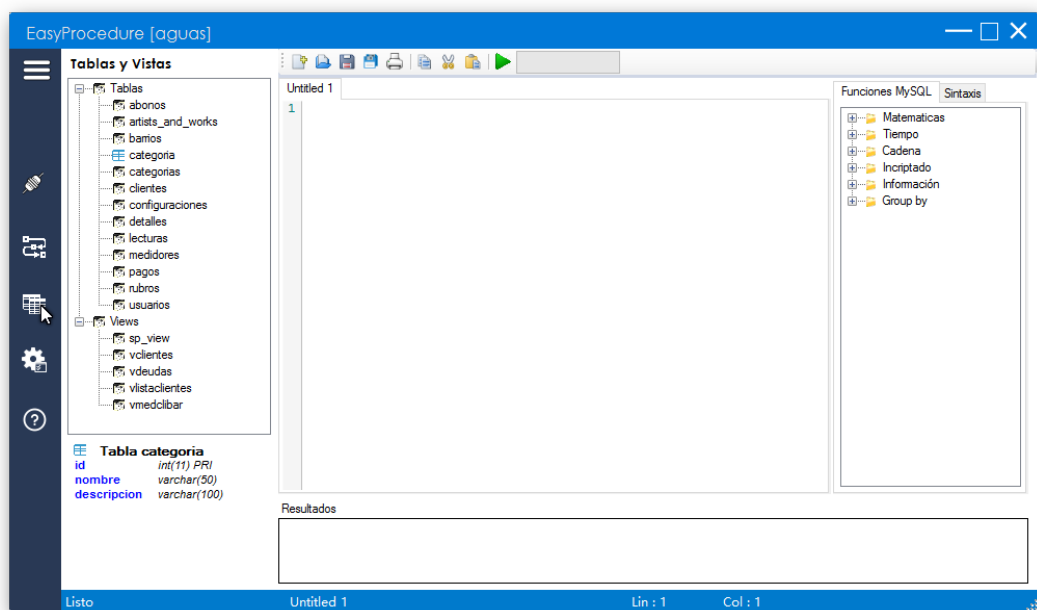 EasyProcedure [aguas]
Tablas y Vistas
Tablas
abonos
artists_and_works
barrios
categoria
categorias
clientes
configuraciones
detalles
lecturas
medidores
pagos
rubros
usuarios
Views
sp_view
vclientes
vdeudas
vlistaclientes
vmedclibar
Tabla categoria
id int(11) PRI
nombre varchar(50)
descripcion varchar(100)
Untitled 1
1
Funciones MySQL Sintaxis
Matematicas
Tiempo
Cadena
Incriptado
Información
Group by
Resultados
Listo Untitled 1 Lin : 1 Col : 1